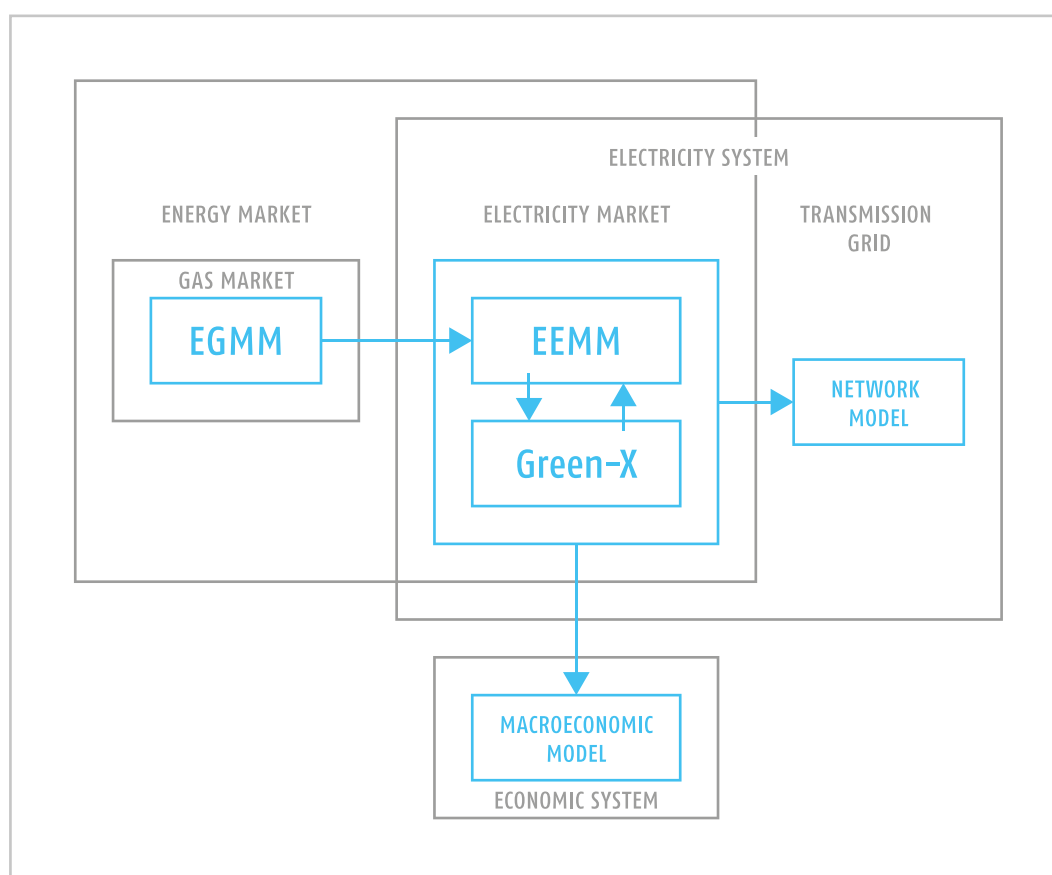 ELECTRICITY SYSTEM
ENERGY MARKET
ELECTRICITY MARKET
TRANSMISSION
GRID
GAS MARKET
EGMM
EEMM
NETWORK
MODEL
Green-X
MACROECONOMIC
MODEL
ECONOMIC SYSTEM